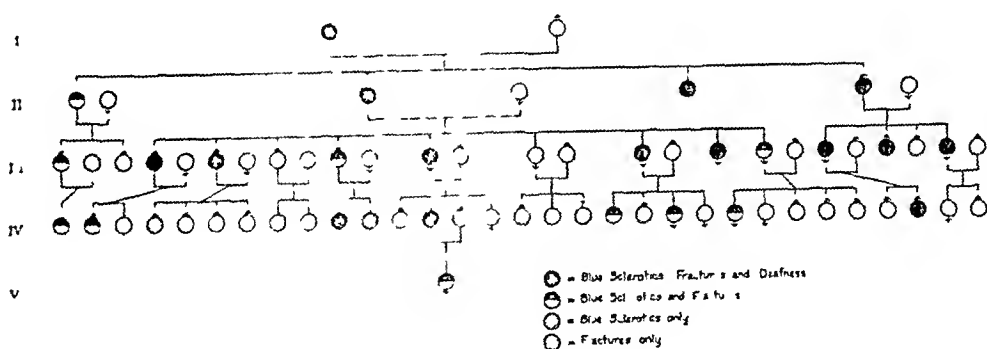 I
II
IV
V
= Blue Sclerotics Fractures and Deafness
= Blue Sclerotics and Fractures
= Blue Sclerotics only
= Fractures only